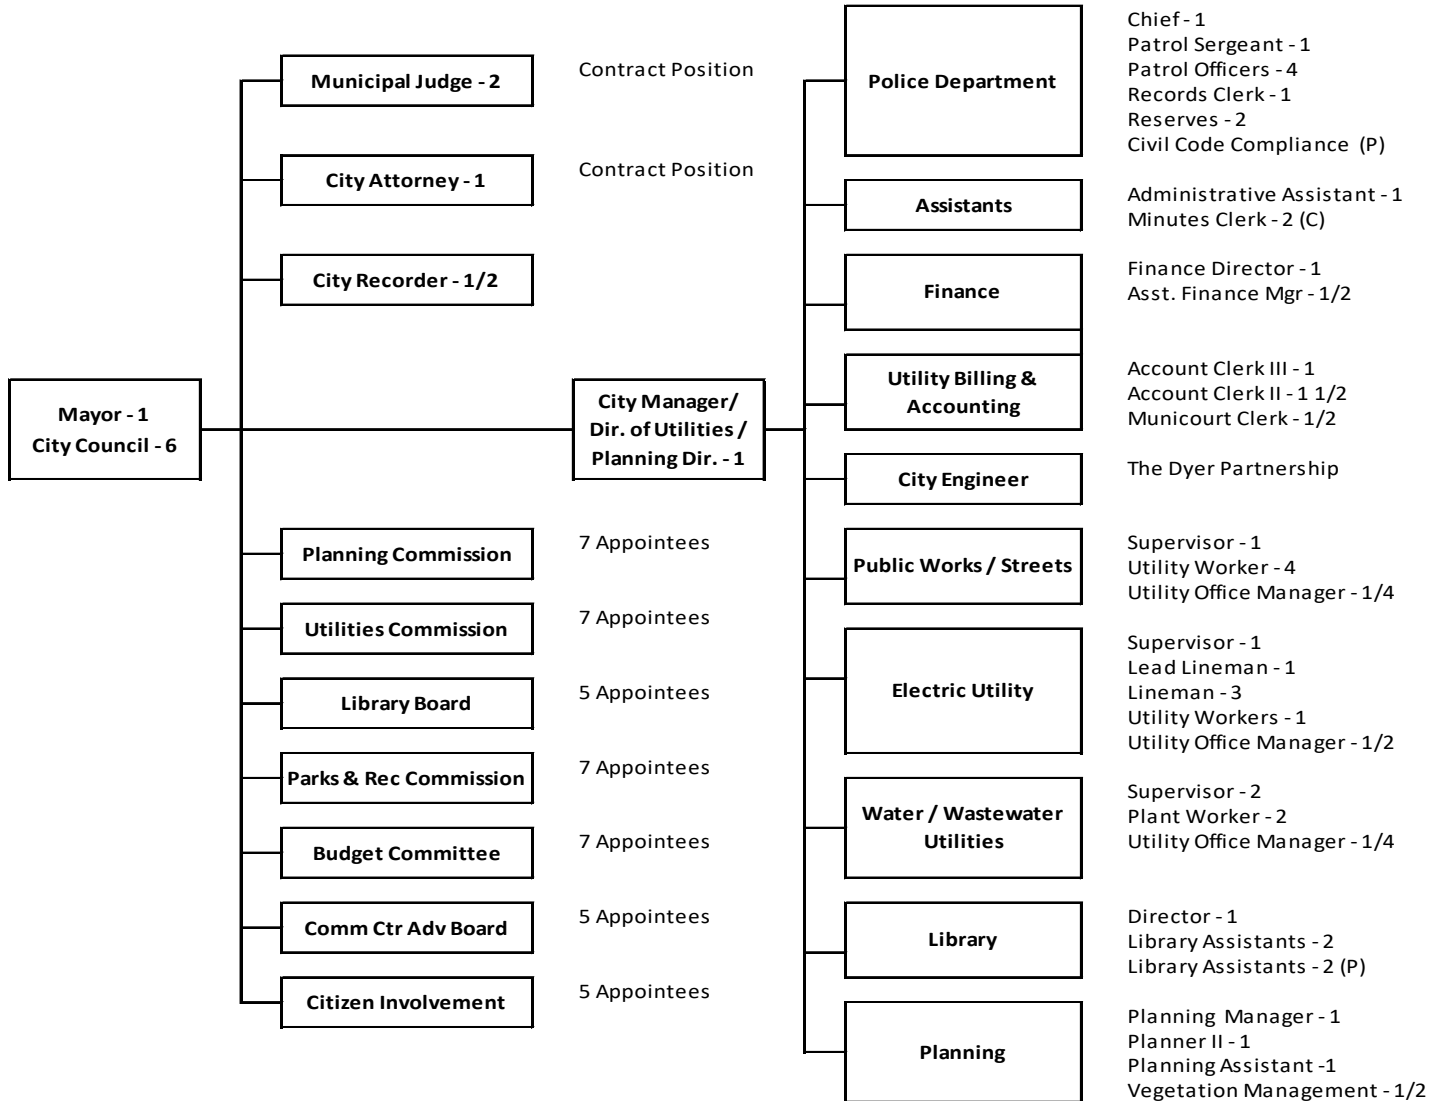 Mayor - 1
City Council - 6
Municipal Judge - 2
Contract Position
City Attorney - 1
Contract Position
City Recorder - 1/2
City Manager/
Dir. of Utilities /
Planning Dir. - 1
Planning Commission
7 Appointees
Utilities Commission
7 Appointees
Library Board
5 Appointees
Parks & Rec Commission
7 Appointees
Budget Committee
7 Appointees
Comm Ctr Adv Board
5 Appointees
Citizen Involvement
5 Appointees
Police Department
Chief - 1
Patrol Sergeant - 1
Patrol Officers - 4
Records Clerk - 1
Reserves - 2
Civil Code Compliance (P)
Assistants
Administrative Assistant - 1
Minutes Clerk - 2 (C)
Finance
Finance Director - 1
Asst. Finance Mgr - 1/2
Utility Billing &
Accounting
Account Clerk III - 1
Account Clerk II - 1 1/2
Municourt Clerk - 1/2
City Engineer
The Dyer Partnership
Public Works / Streets
Supervisor - 1
Utility Worker - 4
Utility Office Manager - 1/4
Electric Utility
Supervisor - 1
Lead Lineman - 1
Lineman - 3
Utility Workers - 1
Utility Office Manager - 1/2
Water / Wastewater
Utilities
Supervisor - 2
Plant Worker - 2
Utility Office Manager - 1/4
Library
Director - 1
Library Assistants - 2
Library Assistants - 2 (P)
Planning
Planning Manager - 1
Planner II - 1
Planning Assistant -1
Vegetation Management - 1/2